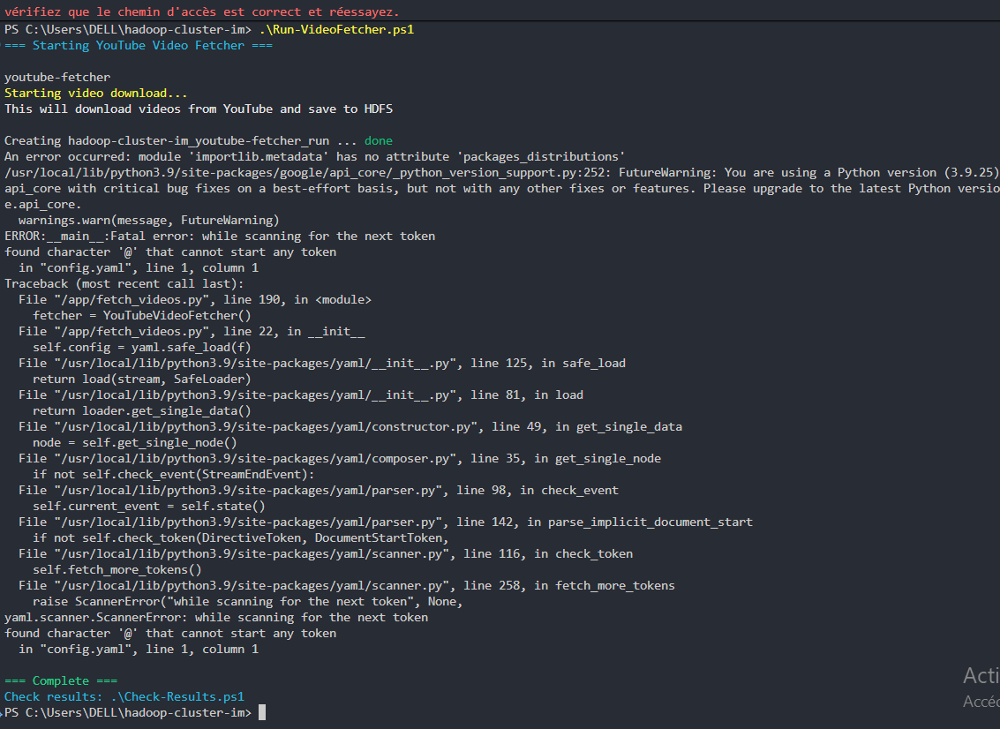 vérifiez que le chemin d'accès est correct et réessayez.
PS C:\Users\DELL\hadoop-cluster-im> .\Run-VideoFetcher.ps1
=== Starting YouTube Video Fetcher ===
youtube-fetcher
Starting video download...
This will download videos from YouTube and save to HDFS
Creating hadoop-cluster-im_youtube-fetcher_run ... done
An error occurred: module 'importlib.metadata' has no attribute 'packages_distributions'
/usr/local/lib/python3.9/site-packages/google/api_core/_python_version_support.py:252: FutureWarning: You are using a Python version (3.9.25)
api_core with critical bug fixes on a best-effort basis, but not with any other fixes or features. Please upgrade to the latest Python versio
e.api_core.
  warnings.warn(message, FutureWarning)
ERROR:__main__:Fatal error: while scanning for the next token
found character '@' that cannot start any token
  in "config.yaml", line 1, column 1
Traceback (most recent call last):
  File "/app/fetch_videos.py", line 190, in <module>
    fetcher = YouTubeVideoFetcher()
  File "/app/fetch_videos.py", line 22, in __init__
    self.config = yaml.safe_load(f)
  File "/usr/local/lib/python3.9/site-packages/yaml/__init__.py", line 125, in safe_load
    return load(stream, SafeLoader)
  File "/usr/local/lib/python3.9/site-packages/yaml/__init__.py", line 81, in load
    return loader.get_single_data()
  File "/usr/local/lib/python3.9/site-packages/yaml/constructor.py", line 49, in get_single_data
    node = self.get_single_node()
  File "/usr/local/lib/python3.9/site-packages/yaml/composer.py", line 35, in get_single_node
    if not self.check_event(StreamEndEvent):
  File "/usr/local/lib/python3.9/site-packages/yaml/parser.py", line 98, in check_event
    self.current_event = self.state()
  File "/usr/local/lib/python3.9/site-packages/yaml/parser.py", line 142, in parse_implicit_document_start
    if not self.check_token(DirectiveToken, DocumentStartToken,
  File "/usr/local/lib/python3.9/site-packages/yaml/scanner.py", line 116, in check_token
    self.fetch_more_tokens()
  File "/usr/local/lib/python3.9/site-packages/yaml/scanner.py", line 258, in fetch_more_tokens
    raise ScannerError("while scanning for the next token", None,
yaml.scanner.ScannerError: while scanning for the next token
found character '@' that cannot start any token
  in "config.yaml", line 1, column 1
=== Complete ===
Check results: .\Check-Results.ps1
PS C:\Users\DELL\hadoop-cluster-im>
Acti
Accéd